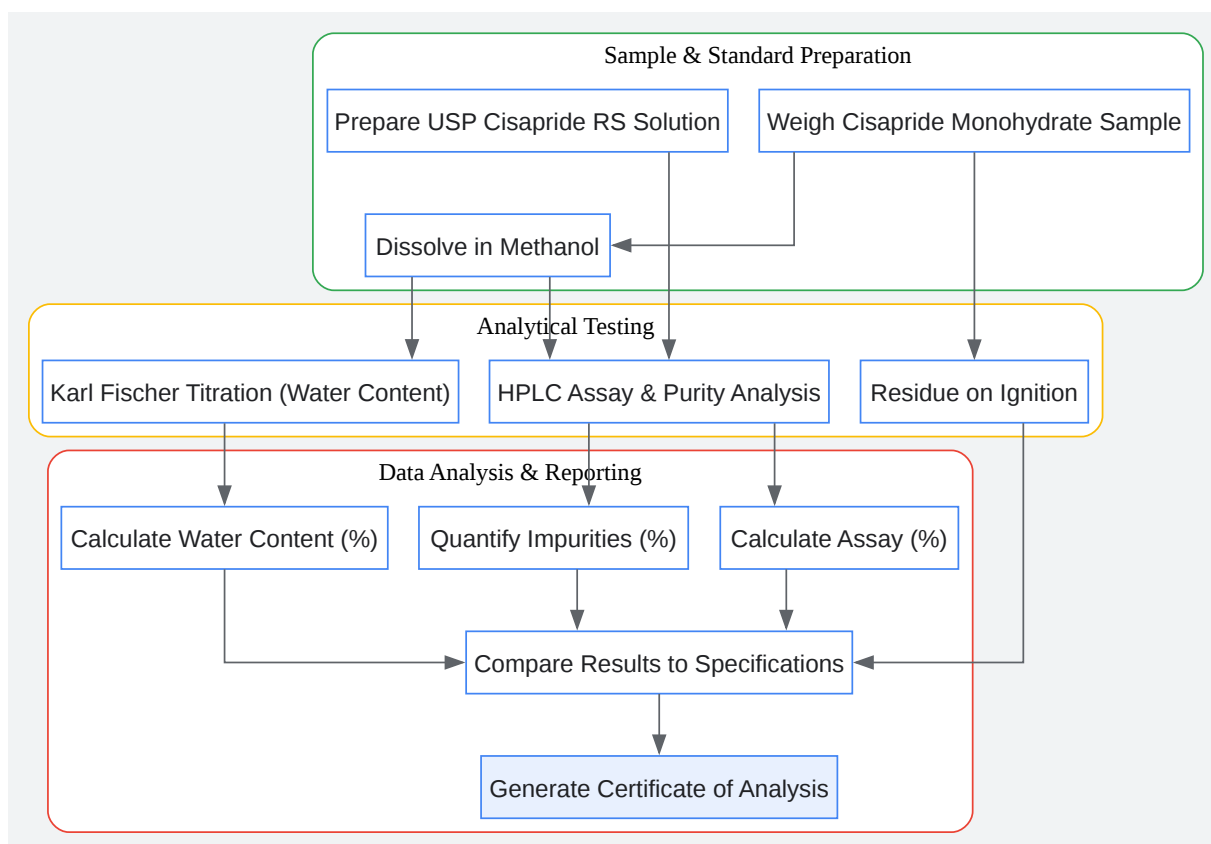 Sample & Standard Preparation
Prepare USP Cisapride RS Solution
Weigh Cisapride Monohydrate Sample
Dissolve in Methanol
Analytical Testing
Karl Fischer Titration (Water Content)
HPLC Assay & Purity Analysis
Residue on Ignition
Data Analysis & Reporting
Calculate Water Content (%)
Quantify Impurities (%)
Calculate Assay (%)
Compare Results to Specifications
Generate Certificate of Analysis